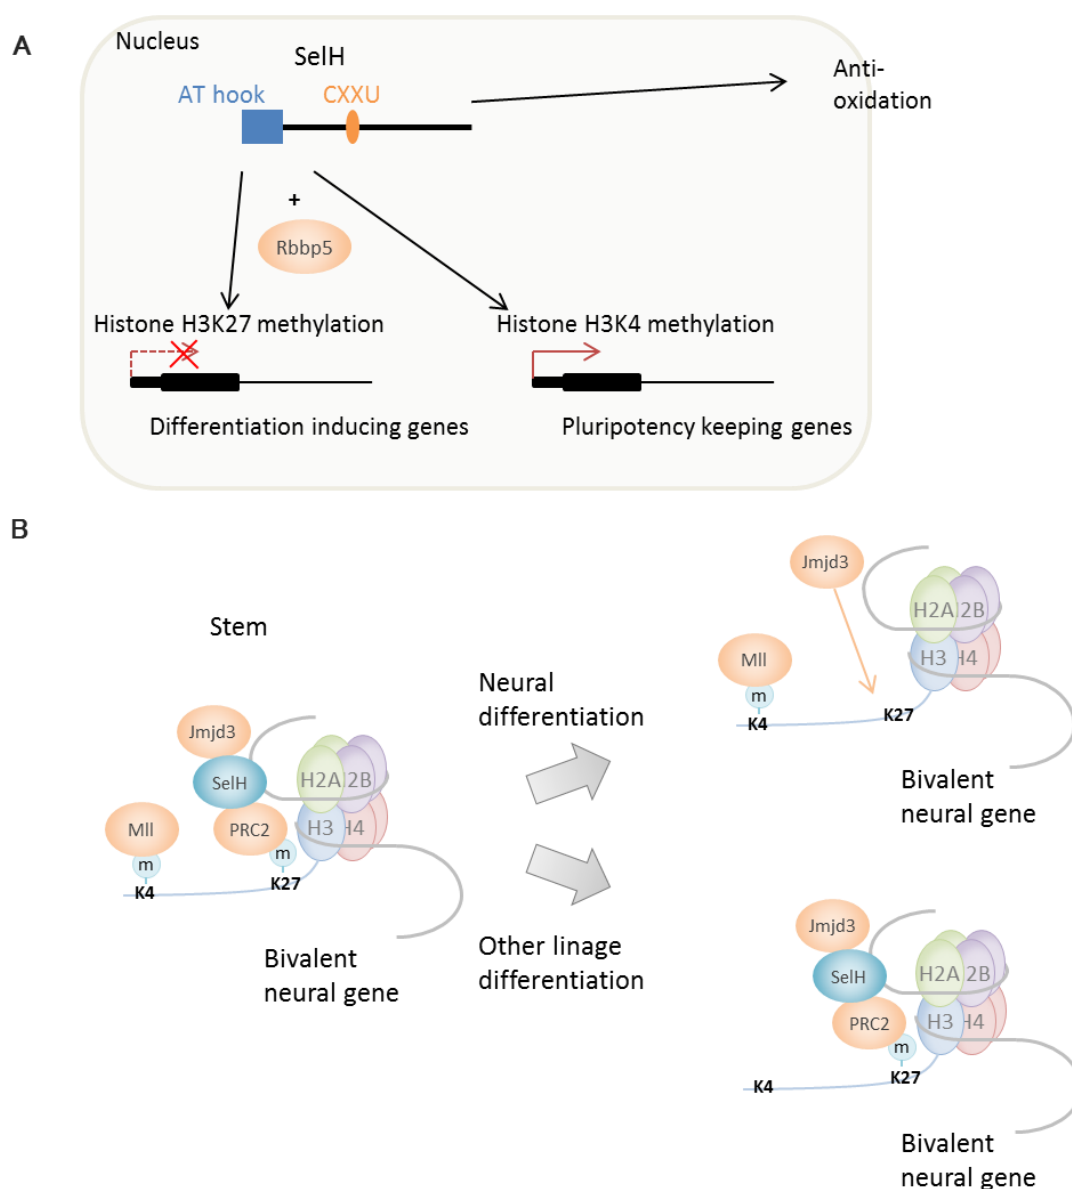 A
Nucleus
SelH
AT hook
CXXU
Anti-
oxidation
+
Rbbp5
Histone H3K27 methylation
Histone H3K4 methylation
Differentiation inducing genes
Pluripotency keeping genes
B
Stem
Jmjd3
SelH
H2A
2B
Mll
PRC2
H3
H4
m
m
K4
K27
Bivalent
neural gene
Neural
differentiation
Other linage
differentiation
Jmjd3
H2A
2B
Mll
H3
H4
m
K4
K27
Bivalent
neural gene
Jmjd3
SelH
H2A
2B
PRC2
H3
H4
m
K4
K27
Bivalent
neural gene